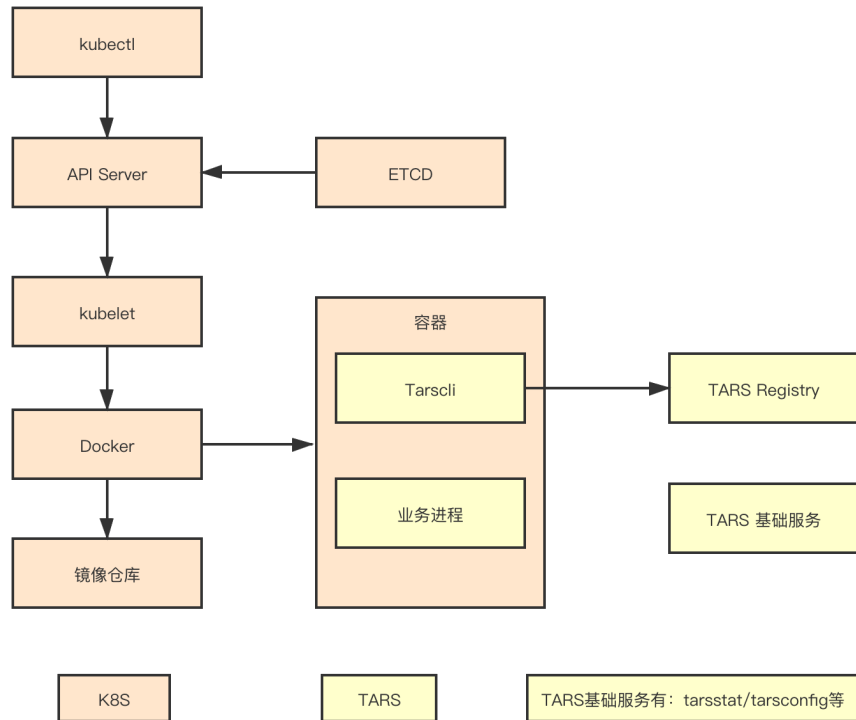 kubectl
API Server
ETCD
kubelet
容器
Tarscli
TARS Registry
Docker
业务进程
TARS 基础服务
镜像仓库
K8S
TARS
TARS基础服务有：tarsstat/tarsconfig等